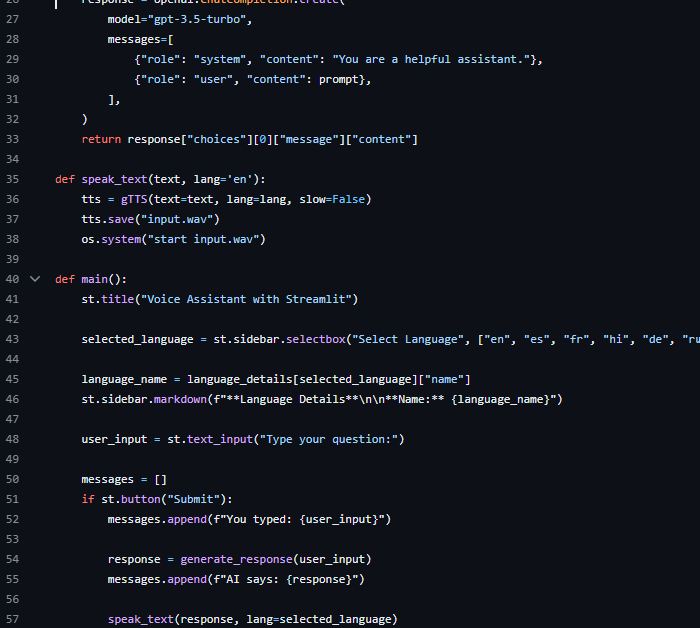 26 response = openai.ChatCompletion.create(
27 model="gpt-3.5-turbo",
28 messages=[
29 {"role": "system", "content": "You are a helpful assistant."},
30 {"role": "user", "content": prompt},
31 ],
32 )
33 return response["choices"][0]["message"]["content"]
34
35 def speak_text(text, lang='en'):
36 tts = gTTS(text=text, lang=lang, slow=False)
37 tts.save("input.wav")
38 os.system("start input.wav")
39
40 def main():
41 st.title("Voice Assistant with Streamlit")
42
43 selected_language = st.sidebar.selectbox("Select Language", ["en", "es", "fr", "hi", "de", "ru
44
45 language_name = language_details[selected_language]["name"]
46 st.sidebar.markdown(f"**Language Details**\n\n**Name:** {language_name}")
47
48 user_input = st.text_input("Type your question:")
49
50 messages = []
51 if st.button("Submit"):
52 messages.append(f"You typed: {user_input}")
53
54 response = generate_response(user_input)
55 messages.append(f"AI says: {response}")
56
57 speak_text(response, lang=selected_language)